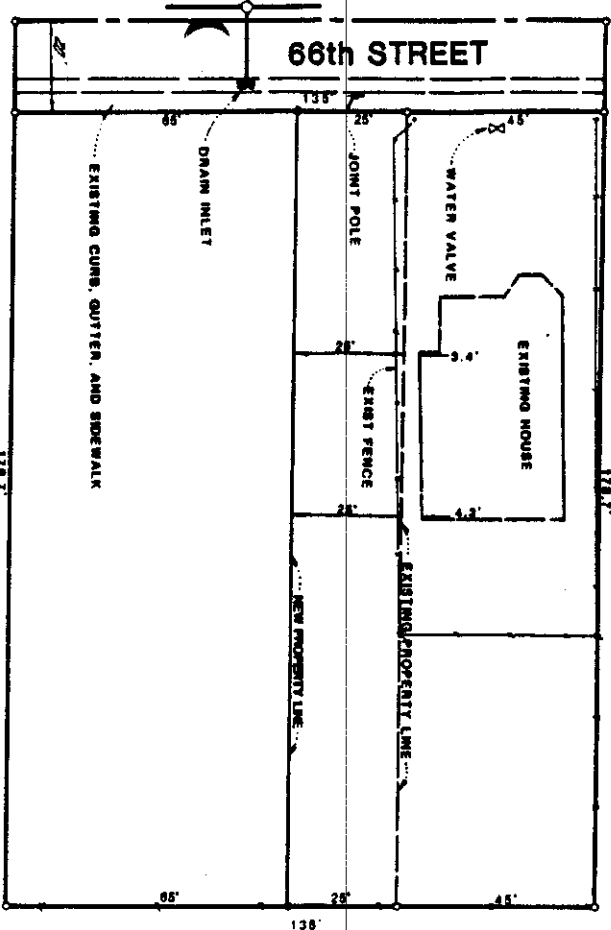 66th STREET
135'
65'
25'
45'
EXISTING CURB, GUTTER, AND SIDEWALK
DRAIN INLET
JOINT POLE
WATER VALVE
EXISTING HOUSE
25'
3.4'
EXIST FENCE
25'
4.3'
NEW PROPERTY LINE
EXISTING PROPERTY LINE
65'
25'
45'
135'